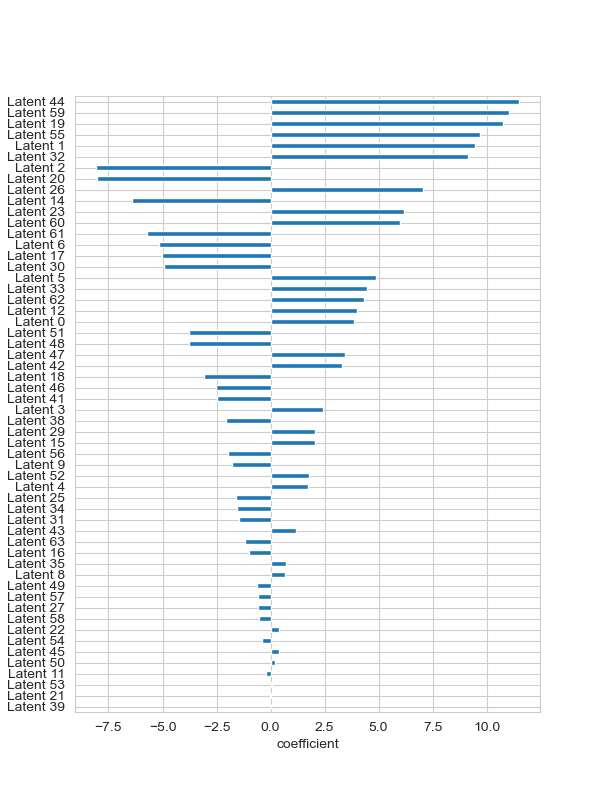 Latent 44
Latent 59
Latent 19
Latent 55
Latent 1
Latent 32
Latent 2
Latent 20
Latent 26
Latent 14
Latent 23
Latent 60
Latent 61
Latent 6
Latent 17
Latent 30
Latent 5
Latent 33
Latent 62
Latent 12
Latent 0
Latent 51
Latent 48
Latent 47
Latent 42
Latent 18
Latent 46
Latent 41
Latent 3
Latent 38
Latent 29
Latent 15
Latent 56
Latent 9
Latent 52
Latent 4
Latent 25
Latent 34
Latent 31
Latent 43
Latent 63
Latent 16
Latent 35
Latent 8
Latent 49
Latent 57
Latent 27
Latent 58
Latent 22
Latent 54
Latent 45
Latent 50
Latent 11
Latent 53
Latent 21
Latent 39
−7.5 −5.0 −2.5 0.0 2.5 5.0 7.5 10.0
coefficient